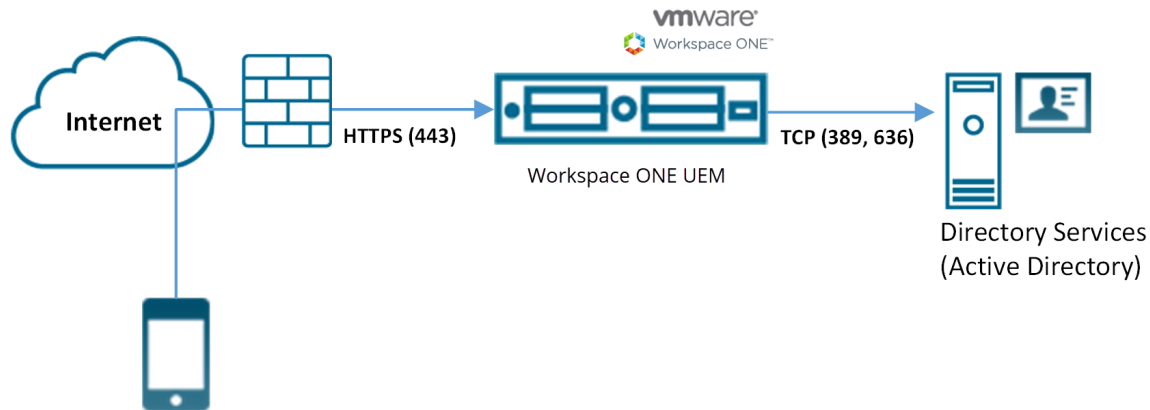 vmware®
Workspace ONE™
Internet
HTTPS (443)
TCP (389, 636)
Workspace ONE UEM
Directory Services
(Active Directory)